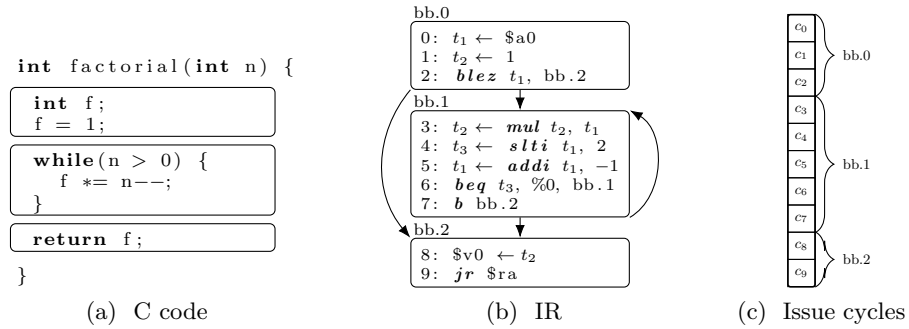 int factorial(int n) {
int f;
f = 1;
while(n > 0) {
f *= n--;
}
return f;
}
(a) C code
bb.0
0: t₁ ← $a0
1: t₂ ← 1
2: blez t₁, bb.2
bb.1
3: t₂ ← mul t₂, t₁
4: t₃ ← slti t₁, 2
5: t₁ ← addi t₁, −1
6: beq t₃, %0, bb.1
7: b bb.2
bb.2
8: $v0 ← t₂
9: jr $ra
(b) IR
c₀
c₁
c₂
c₃
c₄
c₅
c₆
c₇
c₈
c₉
bb.0
bb.1
bb.2
(c) Issue cycles